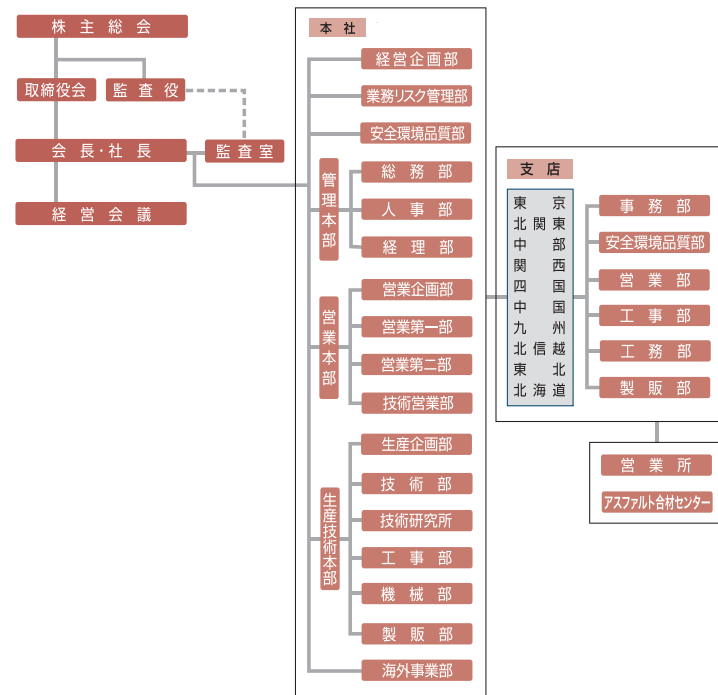 株主総会
取締役会
監査役
会長・社長
監査室
経営会議
本社
経営企画部
業務リスク管理部
安全環境品質部
管理本部
総務部
人事部
経理部
営業本部
営業企画部
営業第一部
営業第二部
技術営業部
生産技術本部
生産企画部
技術部
技術研究所
工事部
機械部
製販部
海外事業部
支店
東京
北関東
中部
関西
四国
中国
九州
北信越
東北
北海道
事務部
安全環境品質部
営業部
工事部
工務部
製販部
営業所
アスファルト合材センター